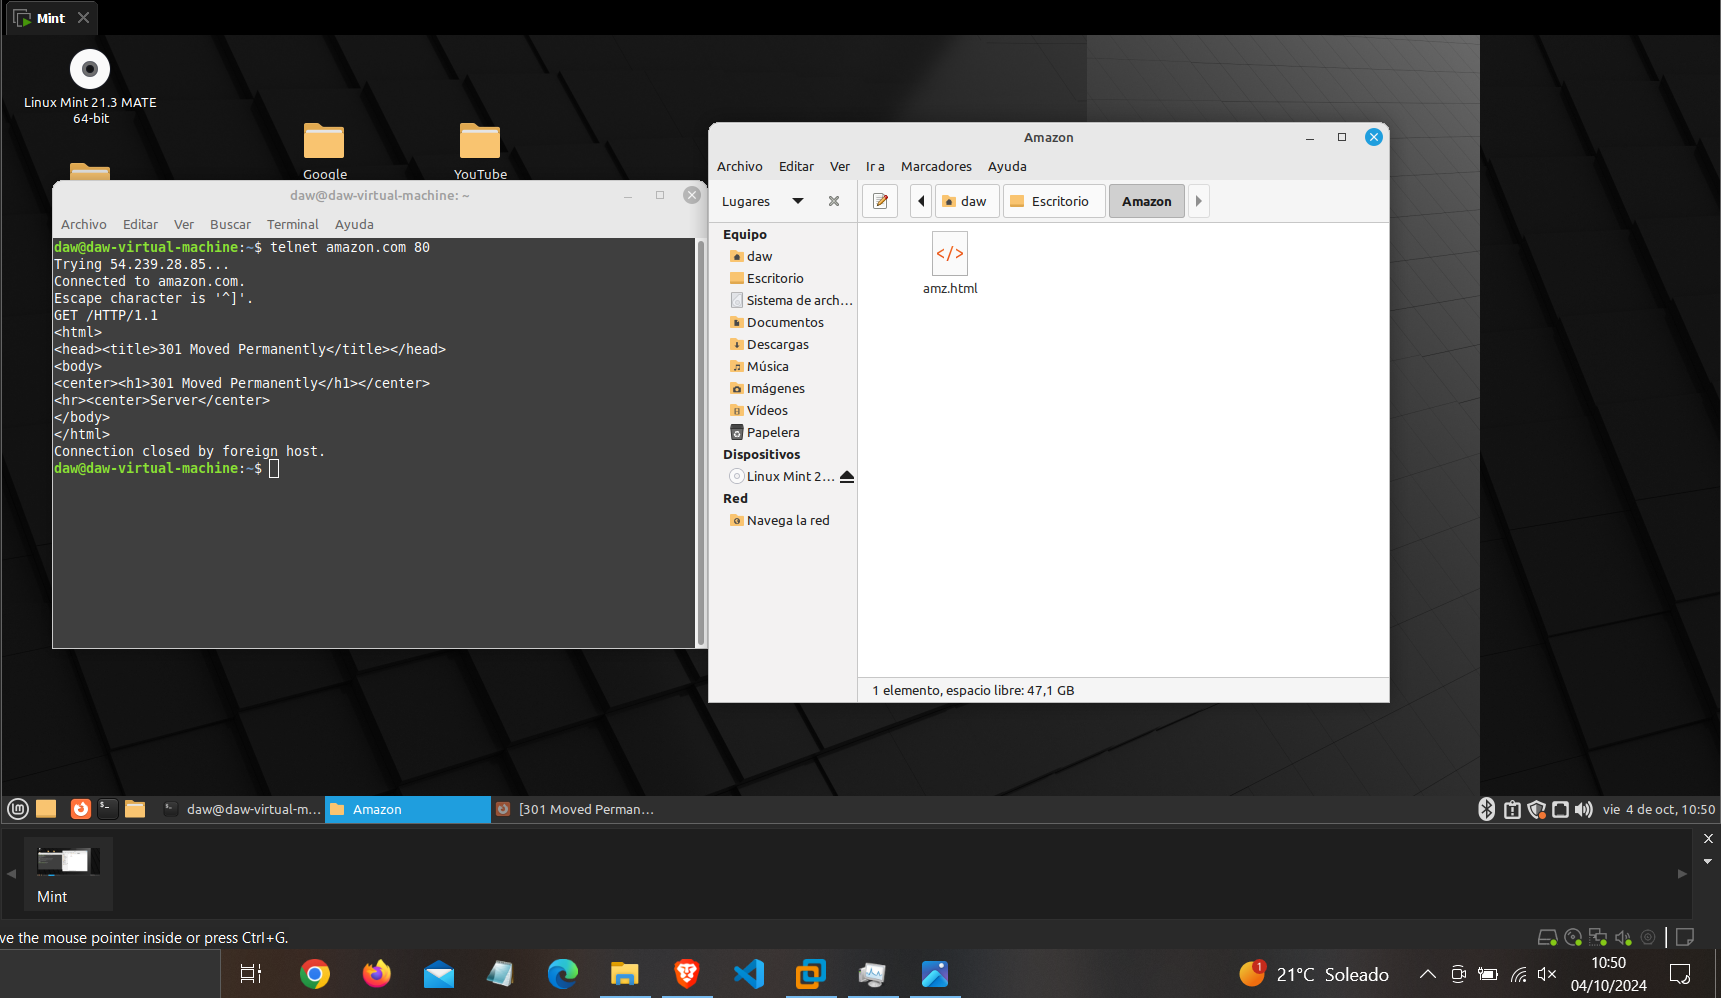 Mint
Linux Mint 21.3 MATE
64-bit
Google
YouTube
daw@daw-virtual-machine: ~
Archivo Editar Ver Buscar Terminal Ayuda
daw@daw-virtual-machine:~$ telnet amazon.com 80
Trying 54.239.28.85...
Connected to amazon.com.
Escape character is '^]'.
GET /HTTP/1.1
<html>
<head><title>301 Moved Permanently</title></head>
<body>
<center><h1>301 Moved Permanently</h1></center>
<hr><center>Server</center>
</body>
</html>
Connection closed by foreign host.
daw@daw-virtual-machine:~$
Amazon
Archivo Editar Ver Ir a Marcadores Ayuda
Lugares
daw
Escritorio
Amazon
Equipo
daw
Escritorio
Sistema de arch...
Documentos
Descargas
Música
Imágenes
Vídeos
Papelera
Dispositivos
Linux Mint 2...
Red
Navega la red
</>
amz.html
1 elemento, espacio libre: 47,1 GB
daw@daw-virtual-m...
Amazon
[301 Moved Perman...
vie 4 de oct, 10:50
Mint
ve the mouse pointer inside or press Ctrl+G.
1
21°C Soleado
10:50
04/10/2024